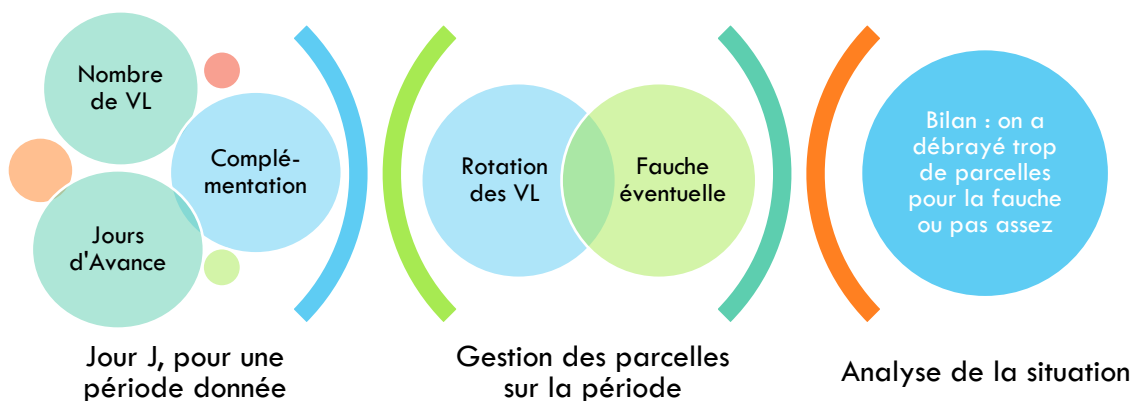 Nombre
de VL
Complé-
mentation
Jours
d'Avance
Jour J, pour une
période donnée
Rotation
des VL
Fauche
éventuelle
Gestion des parcelles
sur la période
Bilan : on a
débrayé trop
de parcelles
pour la fauche
ou pas assez
Analyse de la situation